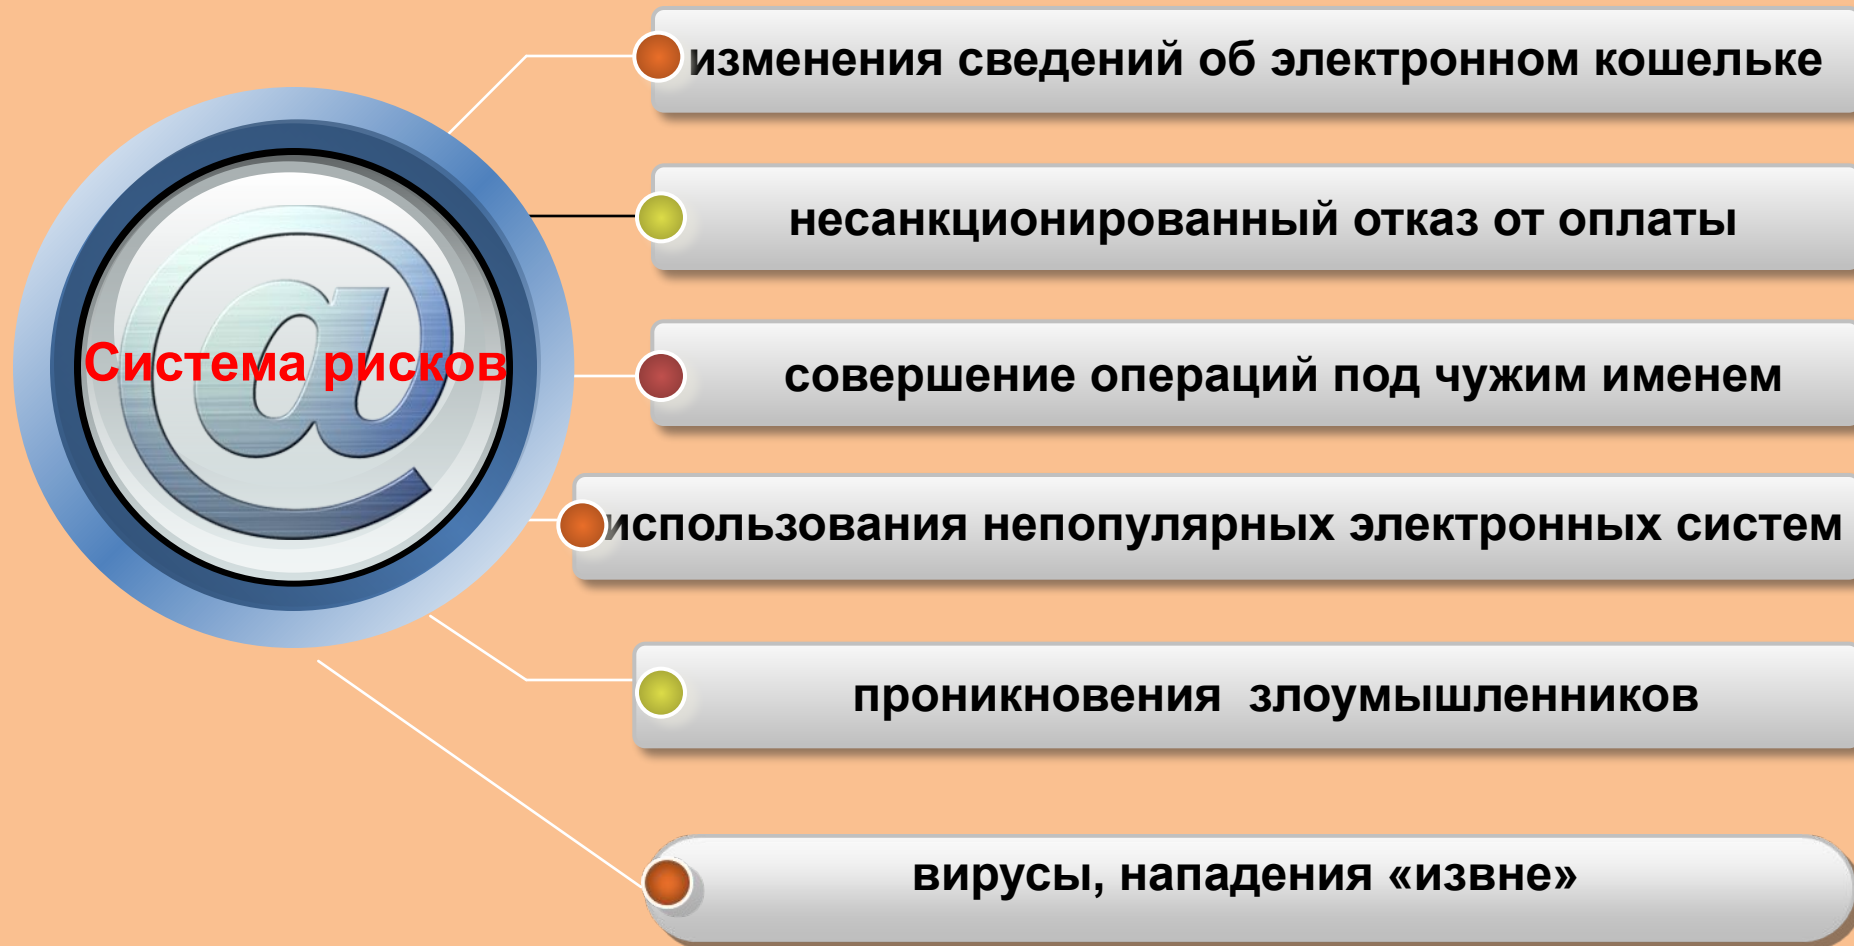 изменения сведений об электронном кошельке
несанкционированный отказ от оплаты
Система рисков
совершение операций под чужим именем
использования непопулярных электронных систем
проникновения злоумышленников
вирусы, нападения «извне»